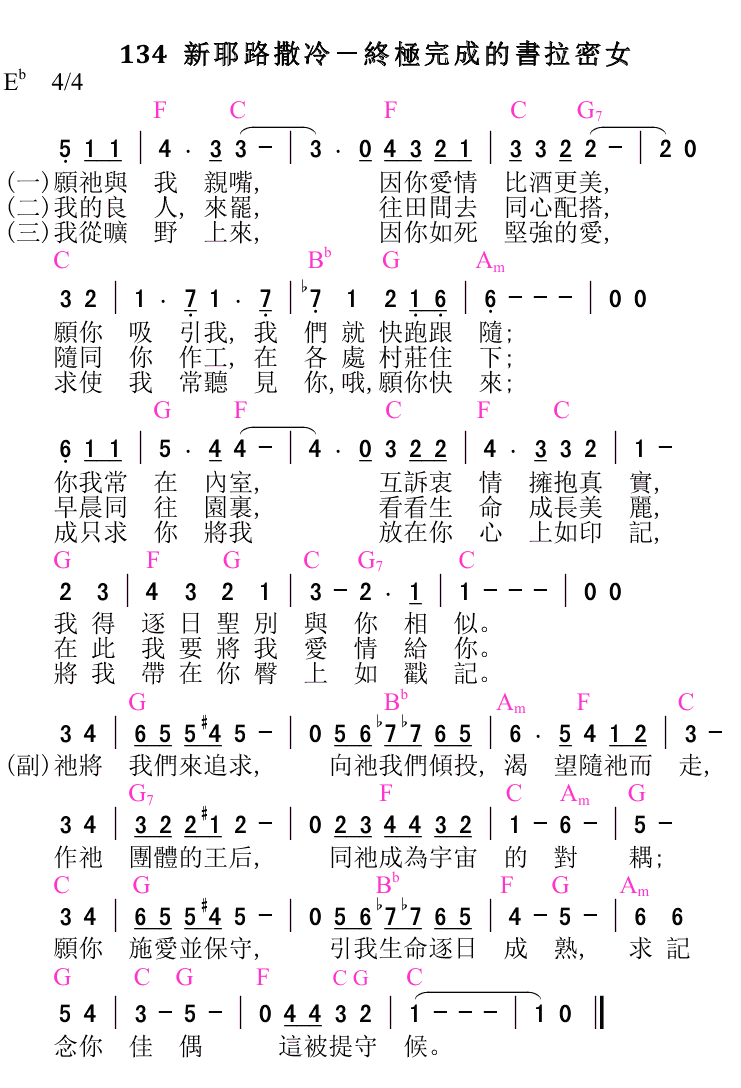 134 新耶路撒冷－終極完成的書拉密女
E♭ 4/4
F C F C G7
5 1 1 | 4 · 3 3 − | 3 · 0 4 3 2 1 | 3 3 2 2 − | 2 0
(一)願祂與 我 親嘴, 因你愛情 比酒更美,
(二)我的良 人, 來罷, 往田間去 同心配搭,
(三)我從曠 野 上來, 因你如死 堅強的愛,
C B♭ G Am
3 2 | 1 · 7 1 · 7 | ♭7 1 2 1 6 | 6 − − − | 0 0
願你 吸 引我, 我 們 就 快跑跟 隨;
隨同 你 作工, 在 各 處 村莊住 下;
求使 我 常聽 見 你,哦,願你快 來;
G F C F C
6 1 1 | 5 · 4 4 − | 4 · 0 3 2 2 | 4 · 3 3 2 | 1 −
你我常 在 內室, 互訴衷 情 擁抱真 實,
早晨同 往 園裏, 看看生 命 成長美 麗,
成只求 你 將我 放在你 心 上如印 記,
G F G C G7 C
2 3 | 4 3 2 1 | 3 − 2 · 1 | 1 − − − | 0 0
我 得 逐 日 聖 別 與 你 相 似。
在 此 我 要 將 我 愛 情 給 你。
將 我 帶 在 你 臀 上 如 戳 記。
G B♭ Am F C
3 4 | 6 5 5 ♯4 5 − | 0 5 6 ♭7 ♭7 6 5 | 6 · 5 4 1 2 | 3 −
(副)祂將 我們來追求, 向祂我們傾投, 渴 望隨祂而 走,
G7 F C Am G
3 4 | 3 2 2 ♯1 2 − | 0 2 3 4 4 3 2 | 1 − 6 − | 5 −
作祂 團體的王后, 同祂成為宇宙 的 對 耦;
C G B♭ F G Am
3 4 | 6 5 5 ♯4 5 − | 0 5 6 ♭7 ♭7 6 5 | 4 − 5 − | 6 6
願你 施愛並保守, 引我生命逐日 成 熟, 求 記
G C G F C G C
5 4 | 3 − 5 − | 0 4 4 3 2 | 1 − − − | 1 0 ‖
念你 佳 偶 這被提守 候。